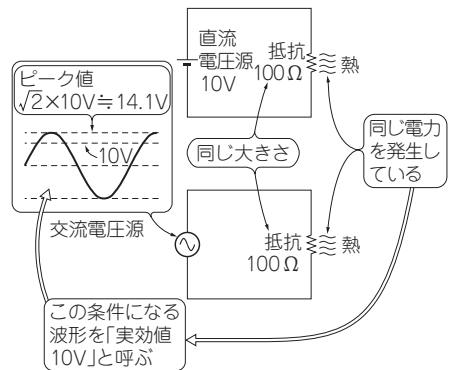 直流
電圧源
10V
抵抗
100Ω
熱
ピーク値
√2×10V≒14.1V
10V
同じ大きさ
同じ電力
を発生し
ている
交流電圧源
抵抗
100Ω
熱
この条件になる
波形を「実効値
10V」と呼ぶ